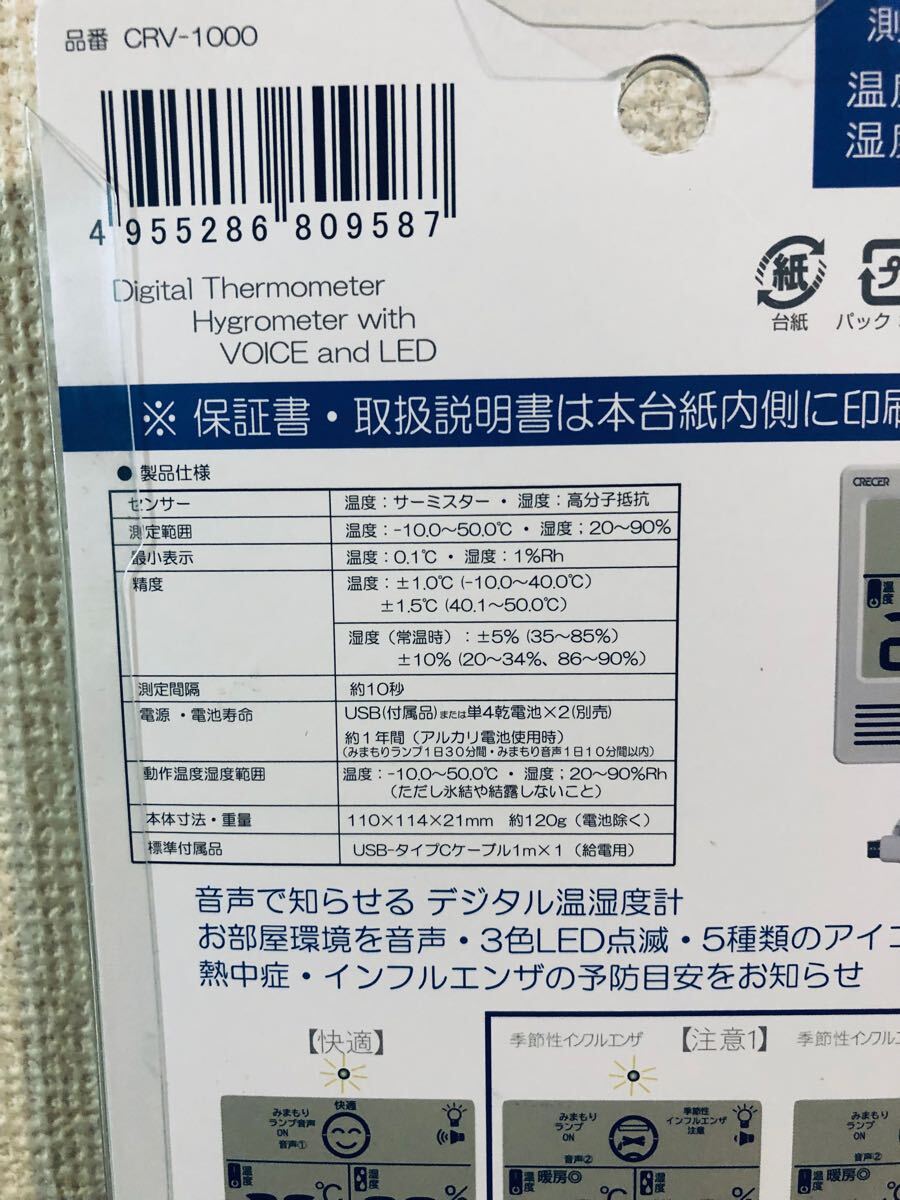 品番 CRV-1000
4 955286 809587
Digital Thermometer
Hygrometer with
VOICE and LED
測
温度
湿度
紙
台紙
プ
パック
※ 保証書・取扱説明書は本台紙内側に印刷
● 製品仕様
センサー 温度：サーミスター ・ 湿度：高分子抵抗
測定範囲 温度：-10.0～50.0℃ ・ 湿度；20～90%
最小表示 温度：0.1℃ ・ 湿度：1%Rh
精度 温度：±1.0℃ (-10.0～40.0℃)
±1.5℃ (40.1～50.0℃)
湿度（常温時）：±5% (35～85%)
±10% (20～34%、86～90%)
測定間隔 約10秒
電源・電池寿命 USB(付属品)または単4乾電池×2(別売)
約1年間（アルカリ電池使用時）
(みまもりランプ1日30分間・みまもり音声1日10分間以内)
動作温度湿度範囲 温度：-10.0～50.0℃ ・ 湿度；20～90%Rh
（ただし氷結や結露しないこと）
本体寸法・重量 110×114×21mm 約120g（電池除く）
標準付属品 USB-タイプCケーブル1m×1（給電用）
CRECER
温度
音声で知らせる デジタル温湿度計
お部屋環境を音声・3色LED点滅・5種類のアイコ
熱中症・インフルエンザの予防目安をお知らせ
【快適】
季節性インフルエンザ 【注意1】
季節性インフルエ
快適
みまもり
ランプ音声
ON
音声①
温度
℃
湿度
%
みまもり
ランプ
ON
季節性
インフルエンザ
注意
音声②
温度
暖房◎
℃
湿度
%
みまもり
ランプ
ON
音声②
温度
暖房◎
℃